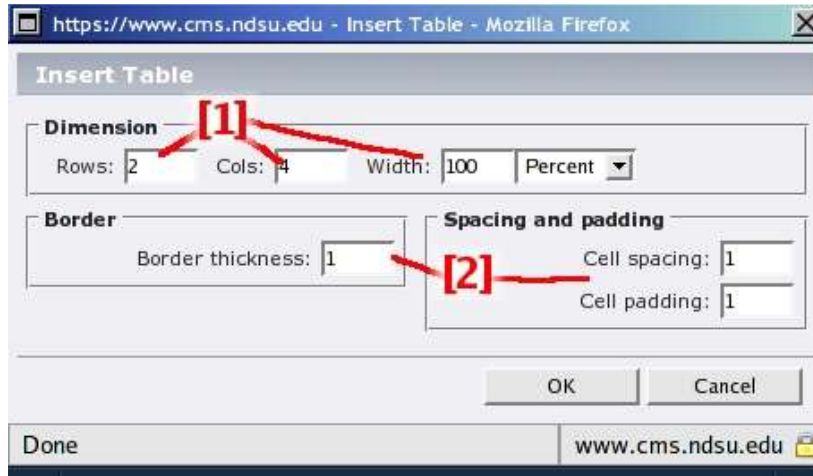 https://www.cms.ndsu.edu - Insert Table - Mozilla Firefox
Insert Table
Dimension [1]
Rows: 2 Cols: 4 Width: 100 Percent
Border Spacing and padding
Border thickness: 1 [2] Cell spacing: 1
Cell padding: 1
OK Cancel
Done www.cms.ndsu.edu